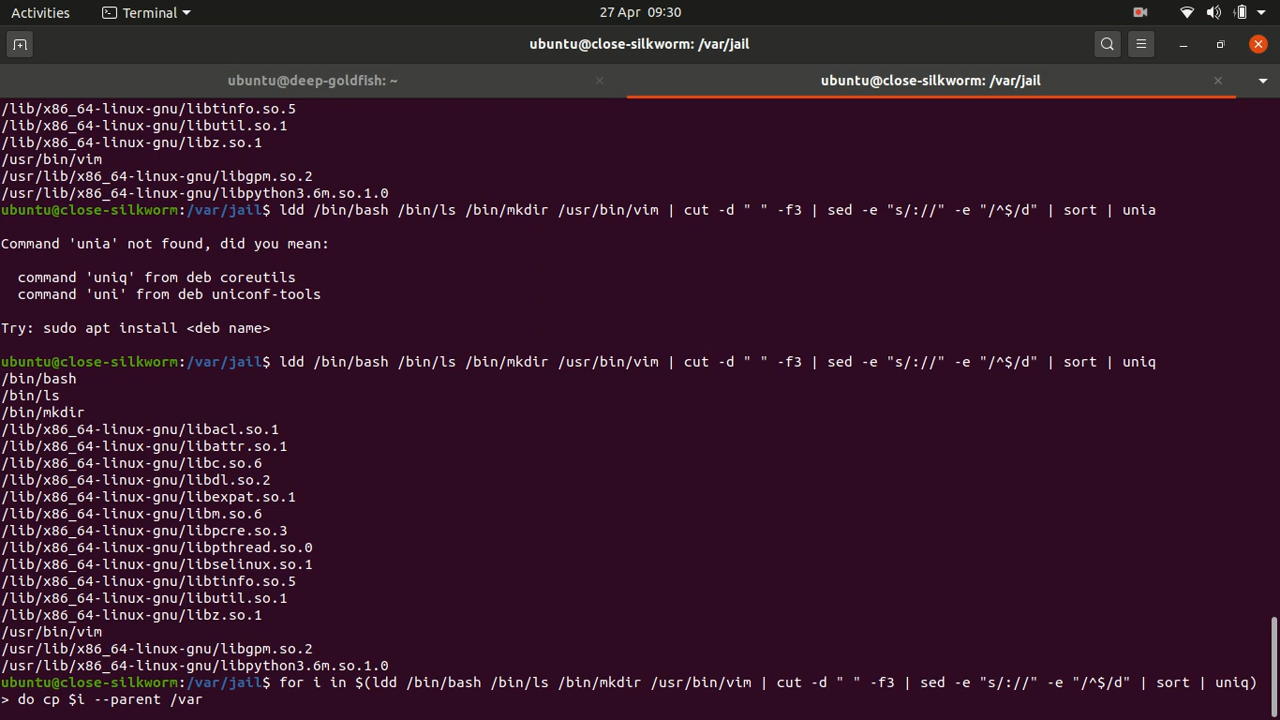 Activities
Terminal
27 Apr 09:30
ubuntu@close-silkworm: /var/jail
ubuntu@deep-goldfish: ~
ubuntu@close-silkworm: /var/jail
/lib/x86_64-linux-gnu/libtinfo.so.5
/lib/x86_64-linux-gnu/libutil.so.1
/lib/x86_64-linux-gnu/libz.so.1
/usr/bin/vim
/usr/lib/x86_64-linux-gnu/libgpm.so.2
/usr/lib/x86_64-linux-gnu/libpython3.6m.so.1.0
ubuntu@close-silkworm:/var/jail$ ldd /bin/bash /bin/ls /bin/mkdir /usr/bin/vim | cut -d " " -f3 | sed -e "s/://" -e "/^$/d" | sort | unia
Command 'unia' not found, did you mean:
command 'uniq' from deb coreutils
command 'uni' from deb uniconf-tools
Try: sudo apt install <deb name>
ubuntu@close-silkworm:/var/jail$ ldd /bin/bash /bin/ls /bin/mkdir /usr/bin/vim | cut -d " " -f3 | sed -e "s/://" -e "/^$/d" | sort | uniq
/bin/bash
/bin/ls
/bin/mkdir
/lib/x86_64-linux-gnu/libacl.so.1
/lib/x86_64-linux-gnu/libattr.so.1
/lib/x86_64-linux-gnu/libc.so.6
/lib/x86_64-linux-gnu/libdl.so.2
/lib/x86_64-linux-gnu/libexpat.so.1
/lib/x86_64-linux-gnu/libm.so.6
/lib/x86_64-linux-gnu/libpcre.so.3
/lib/x86_64-linux-gnu/libpthread.so.0
/lib/x86_64-linux-gnu/libselinux.so.1
/lib/x86_64-linux-gnu/libtinfo.so.5
/lib/x86_64-linux-gnu/libutil.so.1
/lib/x86_64-linux-gnu/libz.so.1
/usr/bin/vim
/usr/lib/x86_64-linux-gnu/libgpm.so.2
/usr/lib/x86_64-linux-gnu/libpython3.6m.so.1.0
ubuntu@close-silkworm:/var/jail$ for i in $(ldd /bin/bash /bin/ls /bin/mkdir /usr/bin/vim | cut -d " " -f3 | sed -e "s/://" -e "/^$/d" | sort | uniq)
> do cp $i --parent /var